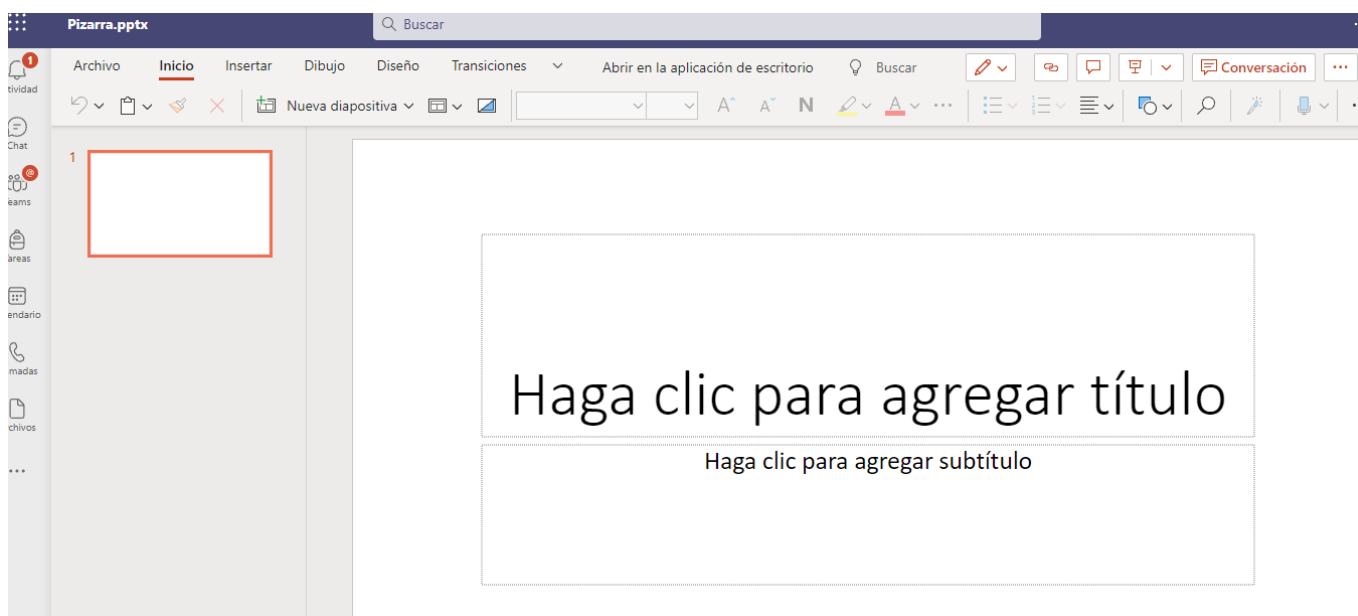 Pizarra.pptx
Buscar
Archivo Inicio Insertar Dibujo Diseño Transiciones Abrir en la aplicación de escritorio Buscar Conversación
Nueva diapositiva A A N A
1
tividad
Chat
eams
areas
endario
madas
chivos
1
Haga clic para agregar título
Haga clic para agregar subtítulo